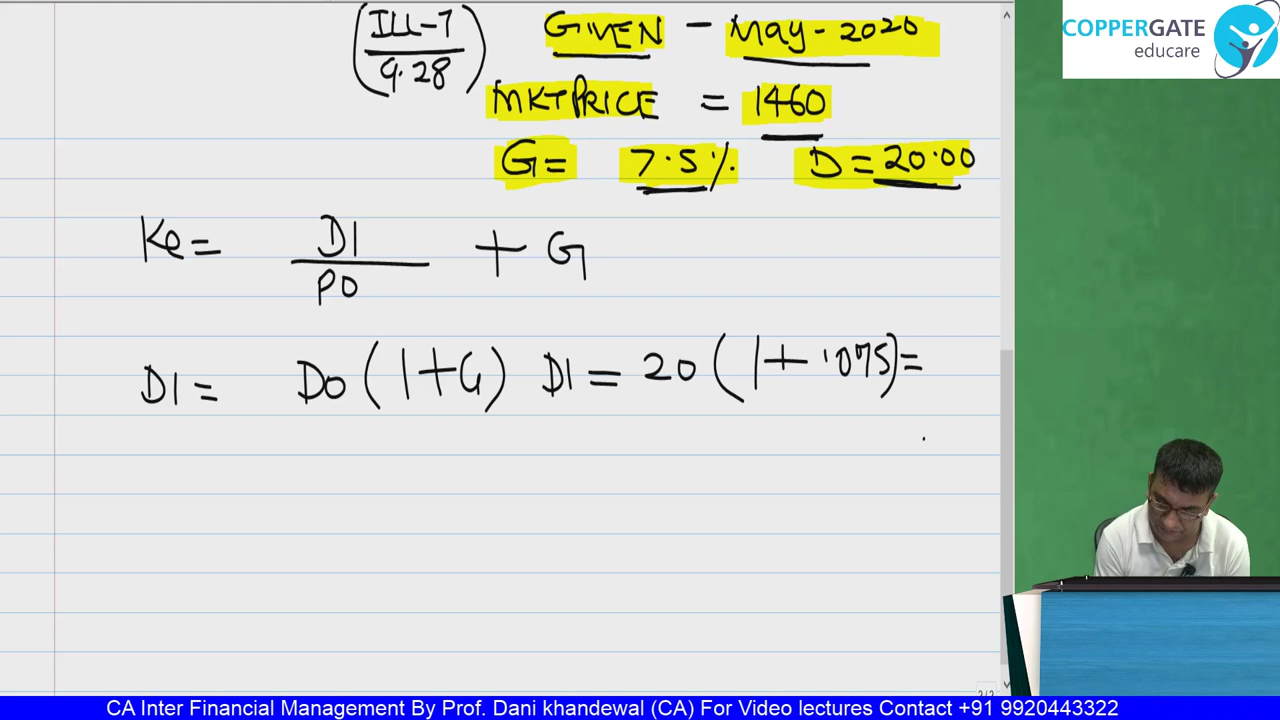 COPPERGATE
educare
(ILL-7/9.28) GIVEN - May-2020
MKTPRICE = 1460
G= 7.5% D=20.00
Ke= D1/P0 + G
D1= D0(1+G) D1= 20(1+.075)=
2/2
CA Inter Financial Management By Prof. Dani khandewal (CA) For Video lectures Contact +91 9920443322